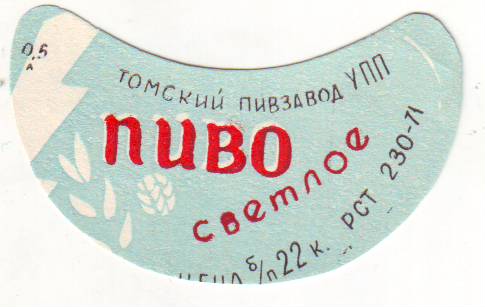 0,5
л
ТОМСКИЙ ПИВЗАВОД УПП
ПИВО
светлое
ЦЕНА б/п 22 к. РСТ 230-71